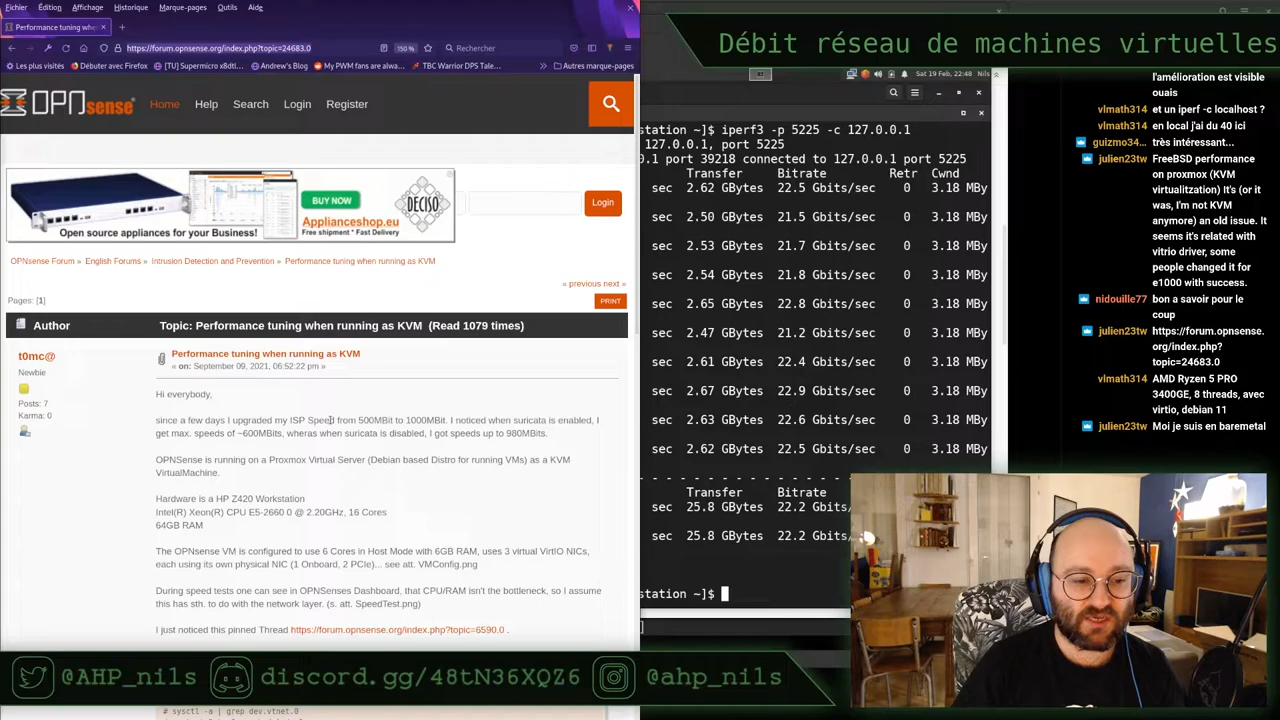 Fichier Édition Affichage Historique Marque-pages Outils Aide
Performance tuning whe
https://forum.opnsense.org/index.php?topic=24683.0
150 %
Rechercher
Les plus visités Débuter avec Firefox [TU] Supermicro x8dti... Andrew's Blog My PWM fans are alwa... TBC Warrior DPS Tale... Autres marque-pages
OPNsense
Home Help Search Login Register
BUY NOW
DECISO
Applianceshop.eu
Open source appliances for your Business! Free shipment * Fast Delivery
Login
OPNsense Forum » English Forums » Intrusion Detection and Prevention » Performance tuning when running as KVM
« previous next »
Pages: [1]
PRINT
Author Topic: Performance tuning when running as KVM (Read 1079 times)
t0mc@
Newbie
Posts: 7
Karma: 0
Performance tuning when running as KVM
« on: September 09, 2021, 06:52:22 pm »
Hi everybody,
since a few days I upgraded my ISP Speed from 500MBit to 1000MBit. I noticed when suricata is enabled, I
get max. speeds of ~600MBits, wheras when suricata is disabled, I got speeds up to 980MBits.
OPNSense is running on a Proxmox Virtual Server (Debian based Distro for running VMs) as a KVM
VirtualMachine.
Hardware is a HP Z420 Workstation
Intel(R) Xeon(R) CPU E5-2660 0 @ 2.20GHz, 16 Cores
64GB RAM
The OPNsense VM is configured to use 6 Cores in Host Mode with 6GB RAM, uses 3 virtual VirtIO NICs,
each using its own physical NIC (1 Onboard, 2 PCIe)... see att. VMConfig.png
During speed tests one can see in OPNSenses Dashboard, that CPU/RAM isn't the bottleneck, so I assume
this has sth. to do with the network layer. (s. att. SpeedTest.png)
I just noticed this pinned Thread https://forum.opnsense.org/index.php?topic=6590.0 .
# sysctl -a | grep dev.vtnet.0
Sat 19 Feb, 22:48 Nils
station ~]$ iperf3 -p 5225 -c 127.0.0.1
127.0.0.1, port 5225
0.1 port 39218 connected to 127.0.0.1 port 5225
Transfer Bitrate Retr Cwnd
sec 2.62 GBytes 22.5 Gbits/sec 0 3.18 MBy
sec 2.50 GBytes 21.5 Gbits/sec 0 3.18 MBy
sec 2.53 GBytes 21.7 Gbits/sec 0 3.18 MBy
sec 2.54 GBytes 21.8 Gbits/sec 0 3.18 MBy
sec 2.65 GBytes 22.8 Gbits/sec 0 3.18 MBy
sec 2.47 GBytes 21.2 Gbits/sec 0 3.18 MBy
sec 2.61 GBytes 22.4 Gbits/sec 0 3.18 MBy
sec 2.67 GBytes 22.9 Gbits/sec 0 3.18 MBy
sec 2.63 GBytes 22.6 Gbits/sec 0 3.18 MBy
sec 2.62 GBytes 22.5 Gbits/sec 0 3.18 MBy
- - - - - - - - - - - - - - - - - - - -
Transfer Bitrate
sec 25.8 GBytes 22.2 Gbits/
sec 25.8 GBytes 22.2 Gbits/
station ~]$
Débit réseau de machines virtuelles
l'amélioration est visible
ouais
vlmath314 et un iperf -c localhost ?
vlmath314 en local j'ai du 40 ici
guizmo34... très intéressant...
julien23tw FreeBSD performance
on proxmox (KVM
virtualitzation) It's (or it
was, I'm not KVM
anymore) an old issue. It
seems it's related with
vitrio driver, some
people changed it for
e1000 with success.
nidouille77 bon a savoir pour le
coup
julien23tw https://forum.opnsense.
org/index.php?
topic=24683.0
vlmath314 AMD Ryzen 5 PRO
3400GE, 8 threads, avec
virtio, debian 11
julien23tw Moi je suis en baremetal
@AHP_nils discord.gg/48tN36XQZ6 @ahp_nils